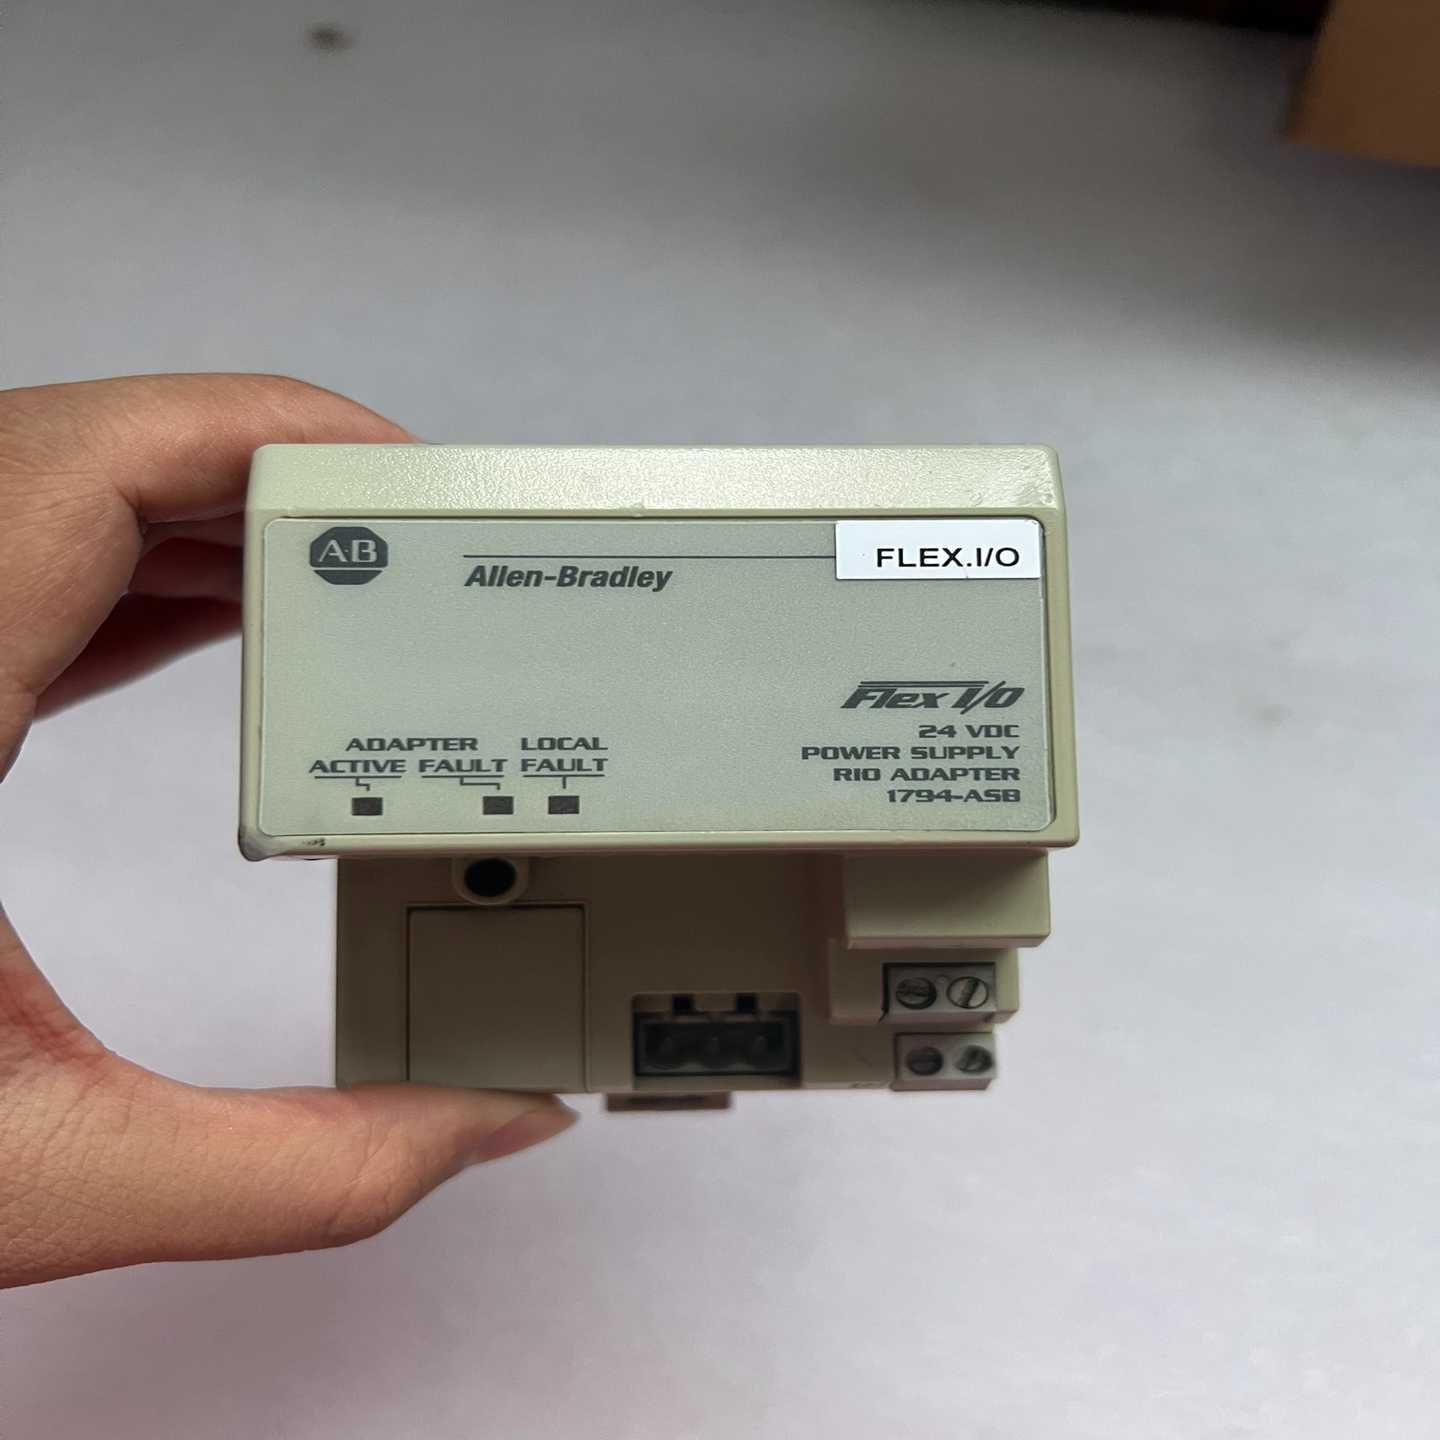 A-B
Allen-Bradley
FLEX.I/O
Flex I/O
24 VDC
POWER SUPPLY
RIO ADAPTER
1794-ASB
ADAPTER LOCAL
ACTIVE FAULT FAULT